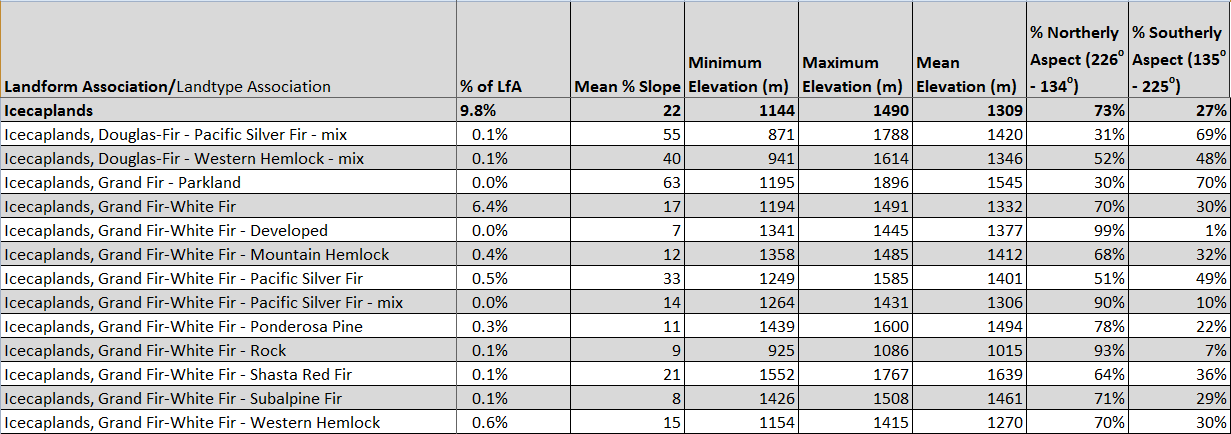 Landform Association/Landtype Association % of LfA Mean % Slope Minimum Elevation (m) Maximum Elevation (m) Mean Elevation (m) % Northerly Aspect (226° - 134°) % Southerly Aspect (135° - 225°)
Icecaplands 9.8% 22 1144 1490 1309 73% 27%
Icecaplands, Douglas-Fir - Pacific Silver Fir - mix 0.1% 55 871 1788 1420 31% 69%
Icecaplands, Douglas-Fir - Western Hemlock - mix 0.1% 40 941 1614 1346 52% 48%
Icecaplands, Grand Fir - Parkland 0.0% 63 1195 1896 1545 30% 70%
Icecaplands, Grand Fir-White Fir 6.4% 17 1194 1491 1332 70% 30%
Icecaplands, Grand Fir-White Fir - Developed 0.0% 7 1341 1445 1377 99% 1%
Icecaplands, Grand Fir-White Fir - Mountain Hemlock 0.4% 12 1358 1485 1412 68% 32%
Icecaplands, Grand Fir-White Fir - Pacific Silver Fir 0.5% 33 1249 1585 1401 51% 49%
Icecaplands, Grand Fir-White Fir - Pacific Silver Fir - mix 0.0% 14 1264 1431 1306 90% 10%
Icecaplands, Grand Fir-White Fir - Ponderosa Pine 0.3% 11 1439 1600 1494 78% 22%
Icecaplands, Grand Fir-White Fir - Rock 0.1% 9 925 1086 1015 93% 7%
Icecaplands, Grand Fir-White Fir - Shasta Red Fir 0.1% 21 1552 1767 1639 64% 36%
Icecaplands, Grand Fir-White Fir - Subalpine Fir 0.1% 8 1426 1508 1461 71% 29%
Icecaplands, Grand Fir-White Fir - Western Hemlock 0.6% 15 1154 1415 1270 70% 30%